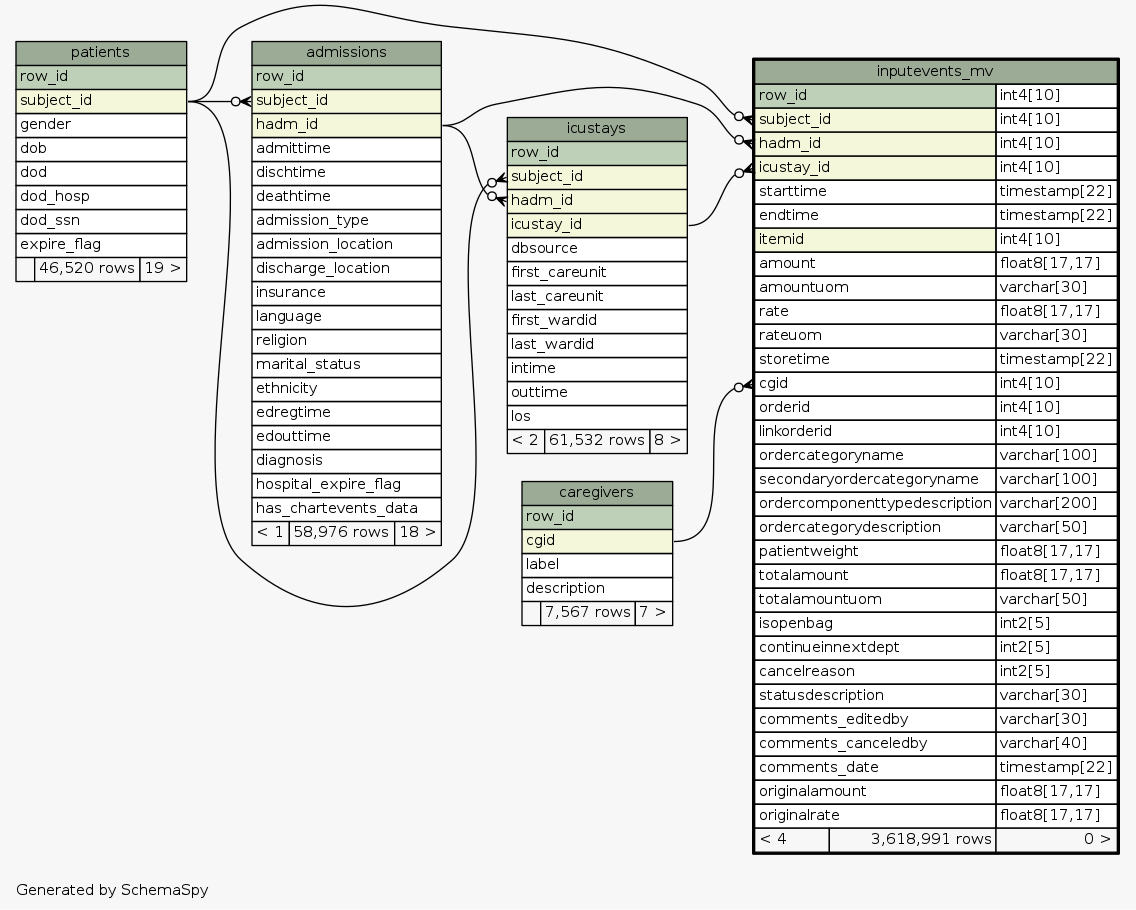 patients
row_id
subject_id
gender
dob
dod
dod_hosp
dod_ssn
expire_flag
46,520 rows 19 >
admissions
row_id
subject_id
hadm_id
admittime
dischtime
deathtime
admission_type
admission_location
discharge_location
insurance
language
religion
marital_status
ethnicity
edregtime
edouttime
diagnosis
hospital_expire_flag
has_chartevents_data
< 1 58,976 rows 18 >
icustays
row_id
subject_id
hadm_id
icustay_id
dbsource
first_careunit
last_careunit
first_wardid
last_wardid
intime
outtime
los
< 2 61,532 rows 8 >
caregivers
row_id
cgid
label
description
7,567 rows 7 >
inputevents_mv
row_id int4[10]
subject_id int4[10]
hadm_id int4[10]
icustay_id int4[10]
starttime timestamp[22]
endtime timestamp[22]
itemid int4[10]
amount float8[17,17]
amountuom varchar[30]
rate float8[17,17]
rateuom varchar[30]
storetime timestamp[22]
cgid int4[10]
orderid int4[10]
linkorderid int4[10]
ordercategoryname varchar[100]
secondaryordercategoryname varchar[100]
ordercomponenttypedescription varchar[200]
ordercategorydescription varchar[50]
patientweight float8[17,17]
totalamount float8[17,17]
totalamountuom varchar[50]
isopenbag int2[5]
continueinnextdept int2[5]
cancelreason int2[5]
statusdescription varchar[30]
comments_editedby varchar[30]
comments_canceledby varchar[40]
comments_date timestamp[22]
originalamount float8[17,17]
originalrate float8[17,17]
< 4 3,618,991 rows 0 >
Generated by SchemaSpy